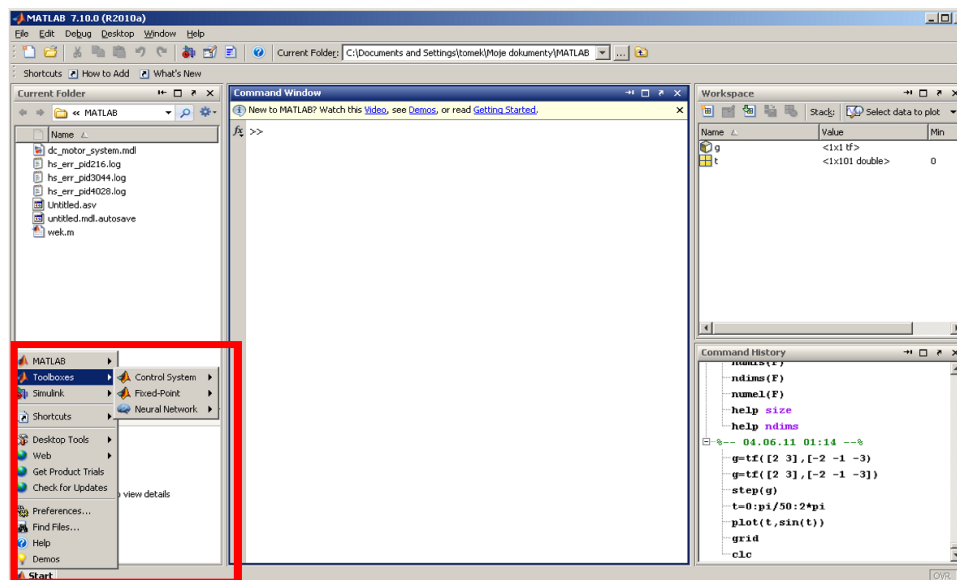 MATLAB 7.10.0 (R2010a)
File Edit Debug Desktop Window Help
Current Folder: C:\Documents and Settings\tomek\Moje dokumenty\MATLAB
Shortcuts How to Add What's New
Current Folder
« MATLAB
Name
dc_motor_system.mdl
hs_err_pid216.log
hs_err_pid3044.log
hs_err_pid4028.log
Untitled.asv
untitled.mdl.autosave
wek.m
Command Window
New to MATLAB? Watch this Video, see Demos, or read Getting Started.
fx >>
Workspace
Stack: Select data to plot
Name Value Min
g <1x1 tf>
t <1x101 double> 0
Command History
ndims(F)
numel(F)
help size
help ndims
%-- 04.06.11 01:14 --%
g=tf([2 3],[-2 -1 -3)
g=tf([2 3],[-2 -1 -3])
step(g)
t=0:pi/50:2*pi
plot(t,sin(t))
grid
clc
MATLAB
Toolboxes
Simulink
Shortcuts
Desktop Tools
Web
Get Product Trials
Check for Updates
Preferences...
Find Files...
Help
Demos
Control System
Fixed-Point
Neural Network
view details
Start
OVR